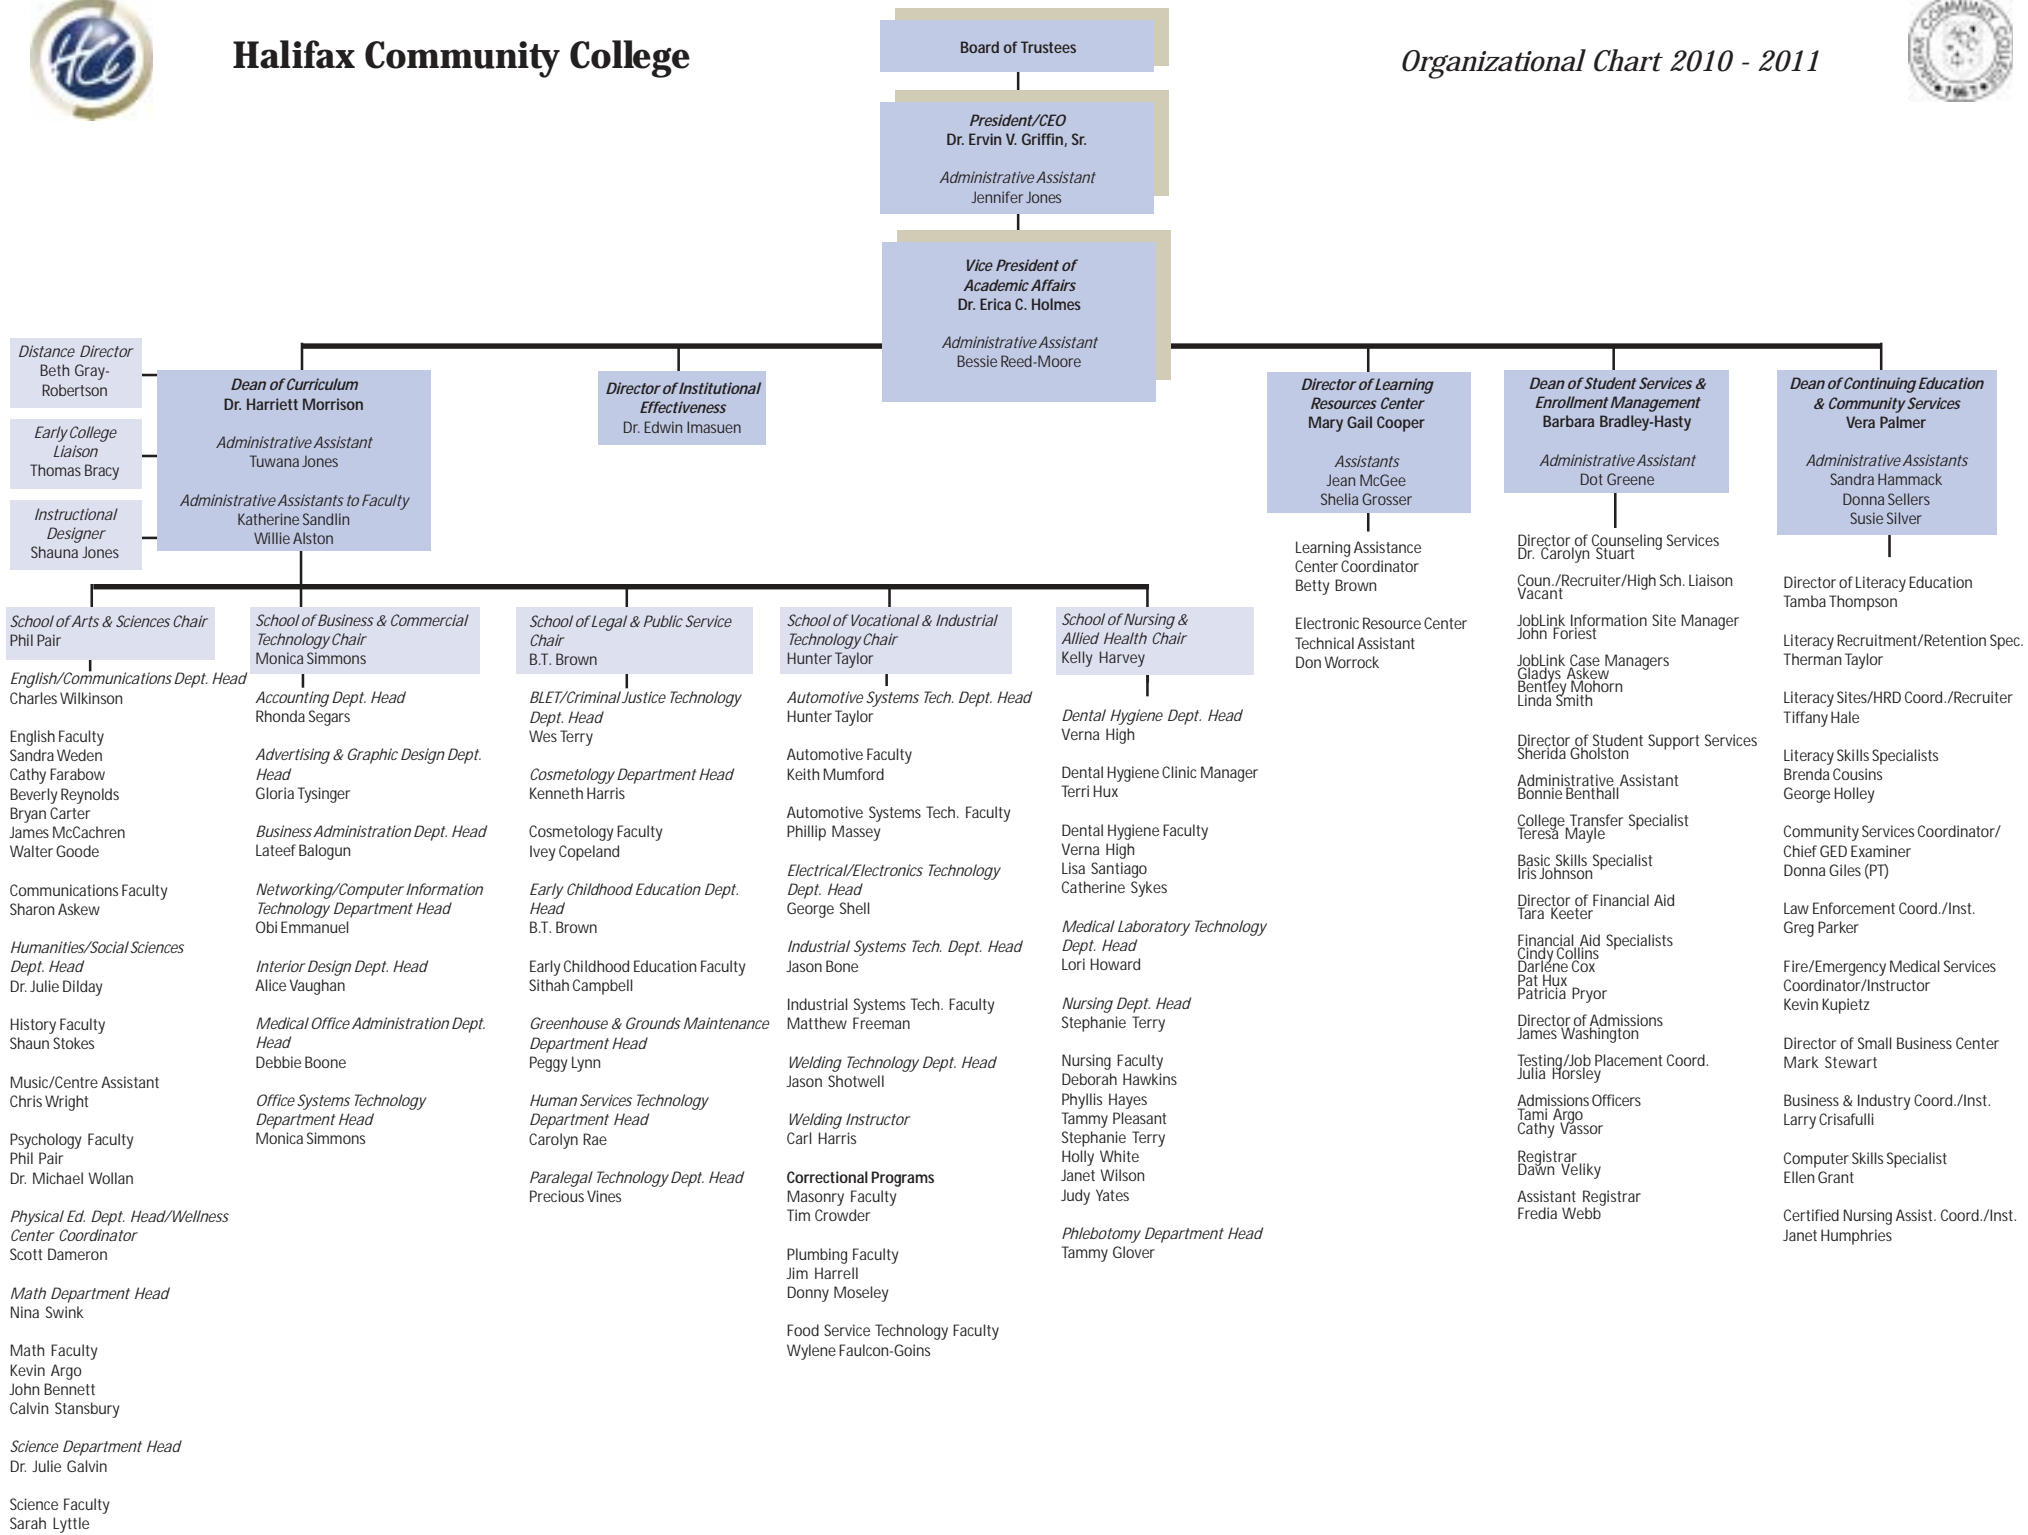 HCC
Halifax Community College
Organizational Chart 2010 - 2011
COMMUNITY COLLEGE
HALIFAX
1967
Board of Trustees
President/CEO
Dr. Ervin V. Griffin, Sr.
Administrative Assistant
Jennifer Jones
Vice President of
Academic Affairs
Dr. Erica C. Holmes
Administrative Assistant
Bessie Reed-Moore
Distance Director
Beth Gray-
Robertson
Early College
Liaison
Thomas Bracy
Instructional
Designer
Shauna Jones
Dean of Curriculum
Dr. Harriett Morrison
Administrative Assistant
Tuwana Jones
Administrative Assistants to Faculty
Katherine Sandlin
Willie Alston
Director of Institutional
Effectiveness
Dr. Edwin Imasuen
Director of Learning
Resources Center
Mary Gail Cooper
Assistants
Jean McGee
Shelia Grosser
Dean of Student Services &
Enrollment Management
Barbara Bradley-Hasty
Administrative Assistant
Dot Greene
Dean of Continuing Education
& Community Services
Vera Palmer
Administrative Assistants
Sandra Hammack
Donna Sellers
Susie Silver
School of Arts & Sciences Chair
Phil Pair
English/Communications Dept. Head
Charles Wilkinson
English Faculty
Sandra Weden
Cathy Farabow
Beverly Reynolds
Bryan Carter
James McCachren
Walter Goode
Communications Faculty
Sharon Askew
Humanities/Social Sciences
Dept. Head
Dr. Julie Dilday
History Faculty
Shaun Stokes
Music/Centre Assistant
Chris Wright
Psychology Faculty
Phil Pair
Dr. Michael Wollan
Physical Ed. Dept. Head/Wellness
Center Coordinator
Scott Dameron
Math Department Head
Nina Swink
Math Faculty
Kevin Argo
John Bennett
Calvin Stansbury
Science Department Head
Dr. Julie Galvin
Science Faculty
Sarah Lyttle
School of Business & Commercial
Technology Chair
Monica Simmons
Accounting Dept. Head
Rhonda Segars
Advertising & Graphic Design Dept.
Head
Gloria Tysinger
Business Administration Dept. Head
Lateef Balogun
Networking/Computer Information
Technology Department Head
Obi Emmanuel
Interior Design Dept. Head
Alice Vaughan
Medical Office Administration Dept.
Head
Debbie Boone
Office Systems Technology
Department Head
Monica Simmons
School of Legal & Public Service
Chair
B.T. Brown
BLET/Criminal Justice Technology
Dept. Head
Wes Terry
Cosmetology Department Head
Kenneth Harris
Cosmetology Faculty
Ivey Copeland
Early Childhood Education Dept.
Head
B.T. Brown
Early Childhood Education Faculty
Sithah Campbell
Greenhouse & Grounds Maintenance
Department Head
Peggy Lynn
Human Services Technology
Department Head
Carolyn Rae
Paralegal Technology Dept. Head
Precious Vines
School of Vocational & Industrial
Technology Chair
Hunter Taylor
Automotive Systems Tech. Dept. Head
Hunter Taylor
Automotive Faculty
Keith Mumford
Automotive Systems Tech. Faculty
Phillip Massey
Electrical/Electronics Technology
Dept. Head
George Shell
Industrial Systems Tech. Dept. Head
Jason Bone
Industrial Systems Tech. Faculty
Matthew Freeman
Welding Technology Dept. Head
Jason Shotwell
Welding Instructor
Carl Harris
Correctional Programs
Masonry Faculty
Tim Crowder
Plumbing Faculty
Jim Harrell
Donny Moseley
Food Service Technology Faculty
Wylene Faulcon-Goins
School of Nursing &
Allied Health Chair
Kelly Harvey
Dental Hygiene Dept. Head
Verna High
Dental Hygiene Clinic Manager
Terri Hux
Dental Hygiene Faculty
Verna High
Lisa Santiago
Catherine Sykes
Medical Laboratory Technology
Dept. Head
Lori Howard
Nursing Dept. Head
Stephanie Terry
Nursing Faculty
Deborah Hawkins
Phyllis Hayes
Tammy Pleasant
Stephanie Terry
Holly White
Janet Wilson
Judy Yates
Phlebotomy Department Head
Tammy Glover
Learning Assistance
Center Coordinator
Betty Brown
Electronic Resource Center
Technical Assistant
Don Worrock
Director of Counseling Services
Dr. Carolyn Stuart
Coun./Recruiter/High Sch. Liaison
Vacant
JobLink Information Site Manager
John Foriest
JobLink Case Managers
Gladys Askew
Bentley Mohorn
Linda Smith
Director of Student Support Services
Sherida Gholston
Administrative Assistant
Bonnie Benthall
College Transfer Specialist
Teresa Mayle
Basic Skills Specialist
Iris Johnson
Director of Financial Aid
Tara Keeter
Financial Aid Specialists
Cindy Collins
Darlene Cox
Pat Hux
Patricia Pryor
Director of Admissions
James Washington
Testing/Job Placement Coord.
Julia Horsley
Admissions Officers
Tami Argo
Cathy Vassor
Registrar
Dawn Veliky
Assistant Registrar
Fredia Webb
Director of Literacy Education
Tamba Thompson
Literacy Recruitment/Retention Spec.
Therman Taylor
Literacy Sites/HRD Coord./Recruiter
Tiffany Hale
Literacy Skills Specialists
Brenda Cousins
George Holley
Community Services Coordinator/
Chief GED Examiner
Donna Giles (PT)
Law Enforcement Coord./Inst.
Greg Parker
Fire/Emergency Medical Services
Coordinator/Instructor
Kevin Kupietz
Director of Small Business Center
Mark Stewart
Business & Industry Coord./Inst.
Larry Crisafulli
Computer Skills Specialist
Ellen Grant
Certified Nursing Assist. Coord./Inst.
Janet Humphries